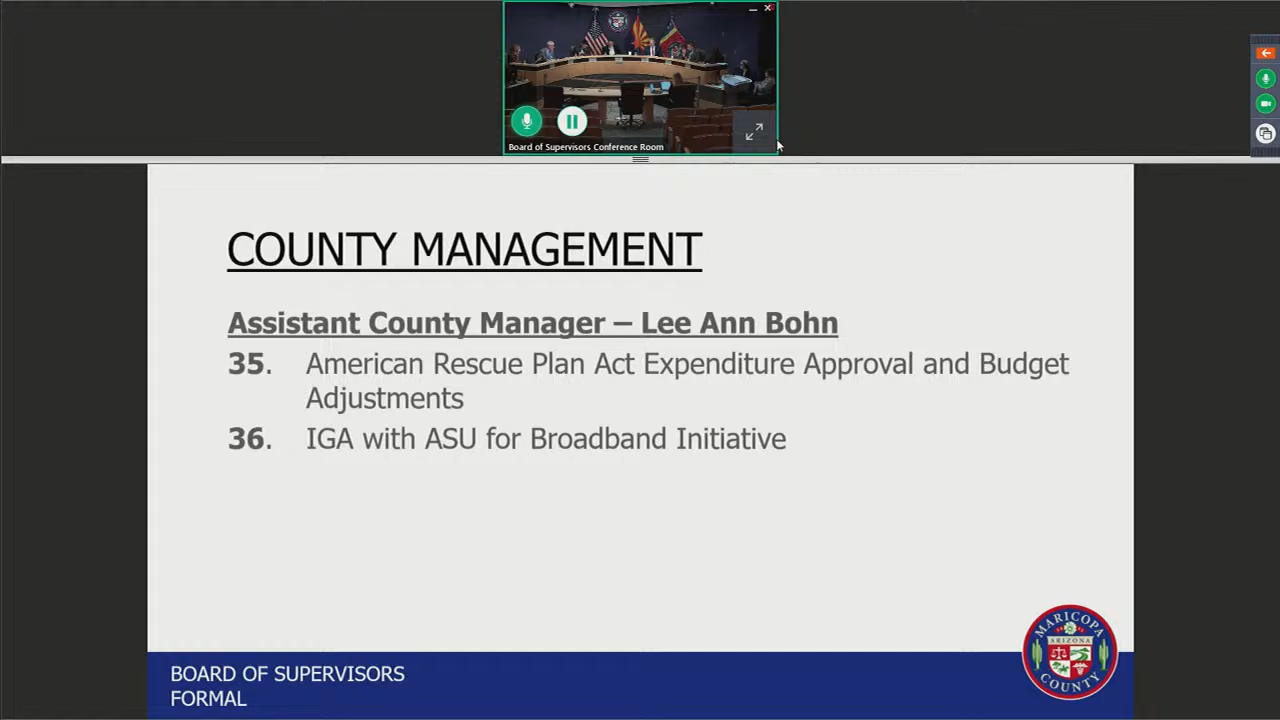 Board of Supervisors Conference Room
COUNTY MANAGEMENT
Assistant County Manager – Lee Ann Bohn
35. American Rescue Plan Act Expenditure Approval and Budget
Adjustments
36. IGA with ASU for Broadband Initiative
BOARD OF SUPERVISORS
FORMAL
MARICOPA
ARIZONA
COUNTY